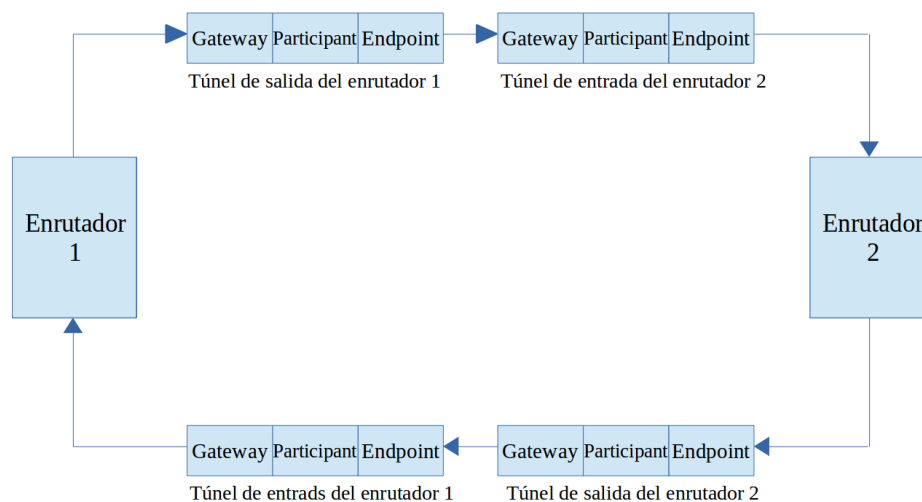 Gateway Participant Endpoint
Gateway Participant Endpoint
Túnel de salida del enrutador 1
Túnel de entrada del enrutador 2
Enrutador
1
Enrutador
2
Gateway Participant Endpoint
Gateway Participant Endpoint
Túnel de entrads del enrutador 1
Túnel de salida del enrutador 2